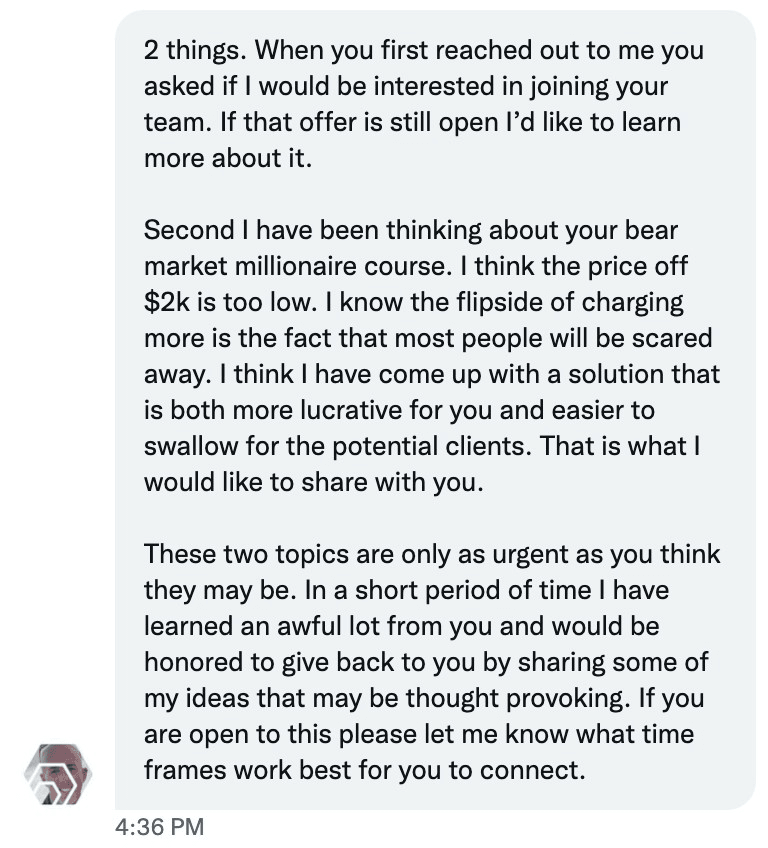 2 things. When you first reached out to me you
asked if I would be interested in joining your
team. If that offer is still open I’d like to learn
more about it.
Second I have been thinking about your bear
market millionaire course. I think the price off
$2k is too low. I know the flipside of charging
more is the fact that most people will be scared
away. I think I have come up with a solution that
is both more lucrative for you and easier to
swallow for the potential clients. That is what I
would like to share with you.
These two topics are only as urgent as you think
they may be. In a short period of time I have
learned an awful lot from you and would be
honored to give back to you by sharing some of
my ideas that may be thought provoking. If you
are open to this please let me know what time
frames work best for you to connect.
4:36 PM